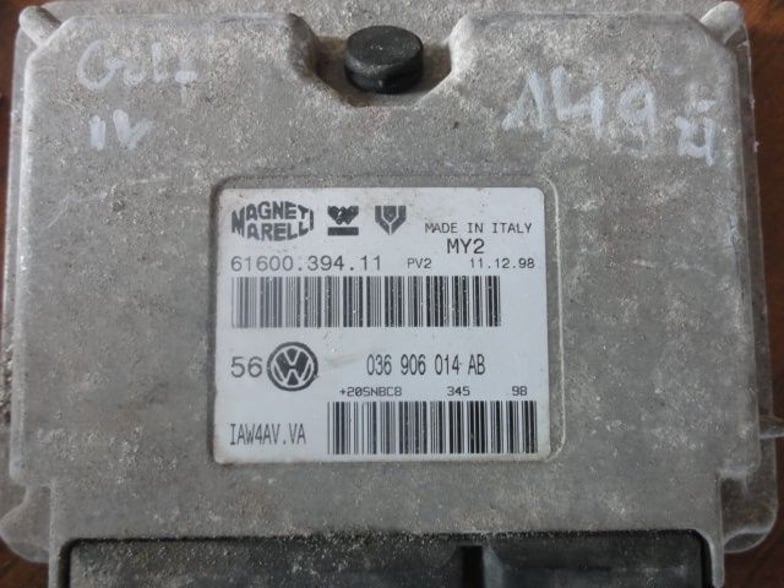 Golf
IV
149 zł
MAGNETI
MARELLI
MADE IN ITALY
MY2
61600.394.11 PV2 11.12.98
56 036 906 014 AB
+20SNBC8 345 98
IAW4AV.VA